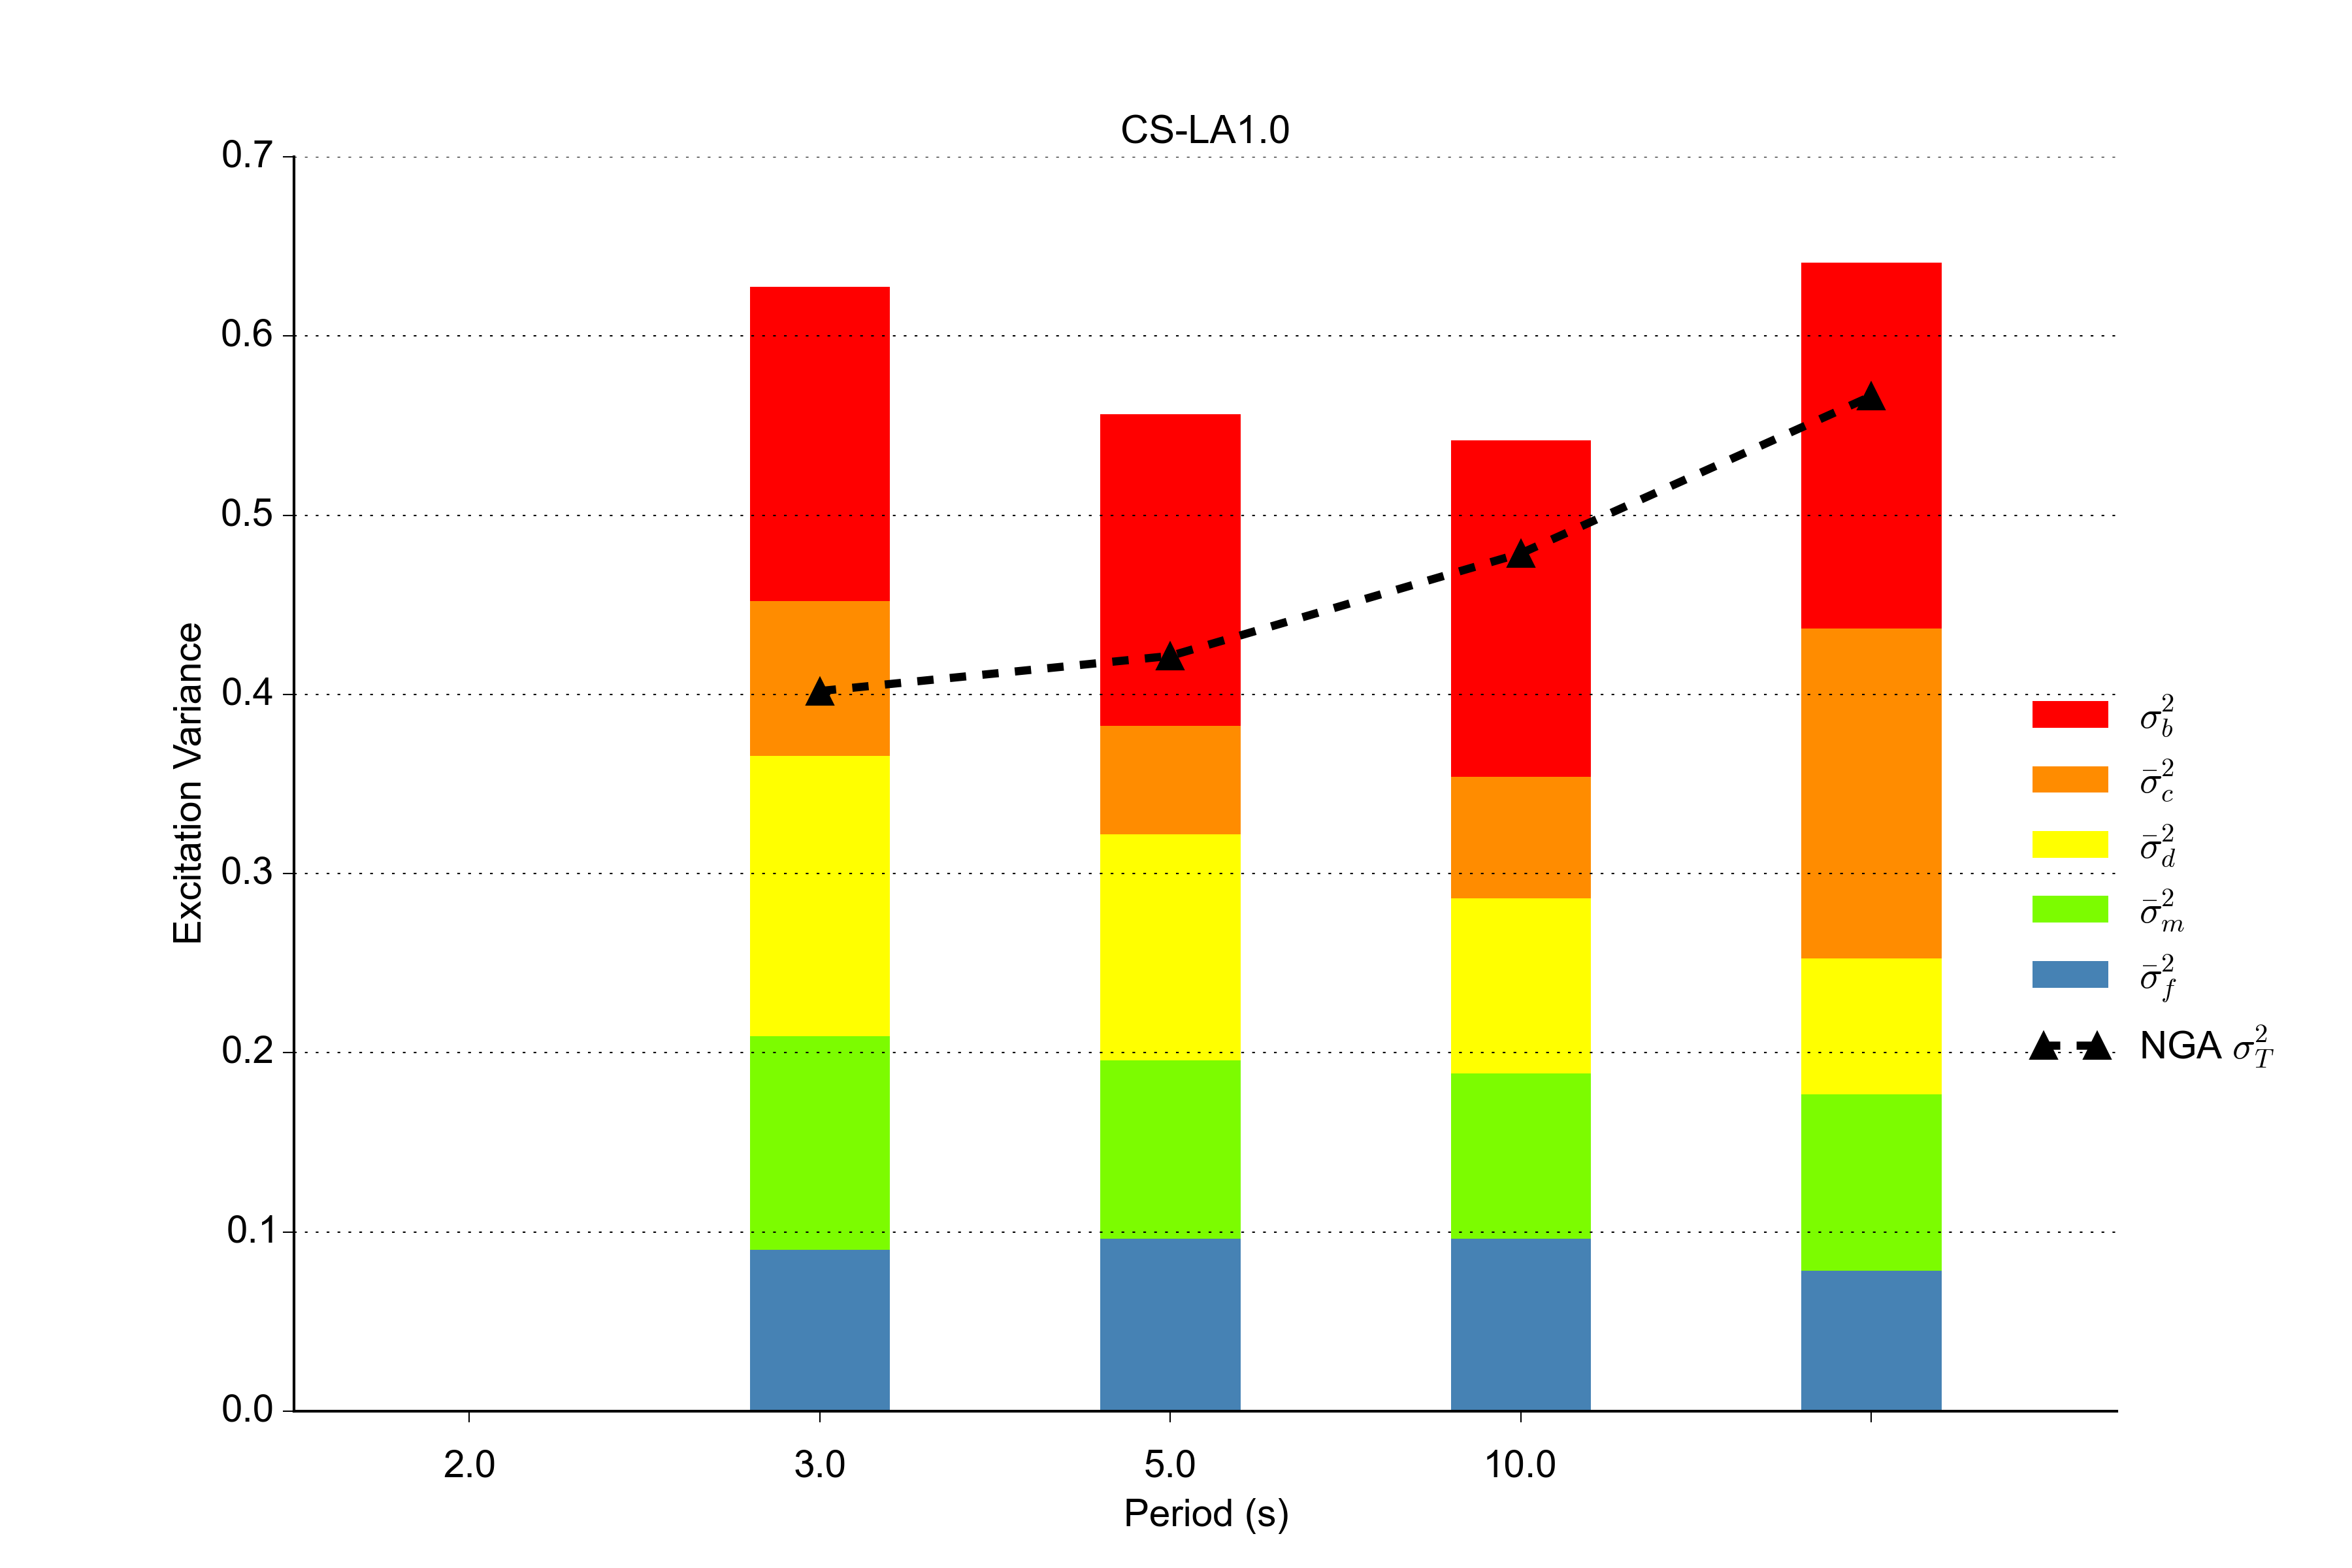 CS-LA1.0
0.7
0.6
0.5
0.4
0.3
0.2
0.1
0.0
Excitation Variance
2.0 3.0 5.0 10.0
Period (s)
σ_b^2
σ̄_c^2
σ̄_d^2
σ̄_m^2
σ̄_f^2
NGA σ_T^2